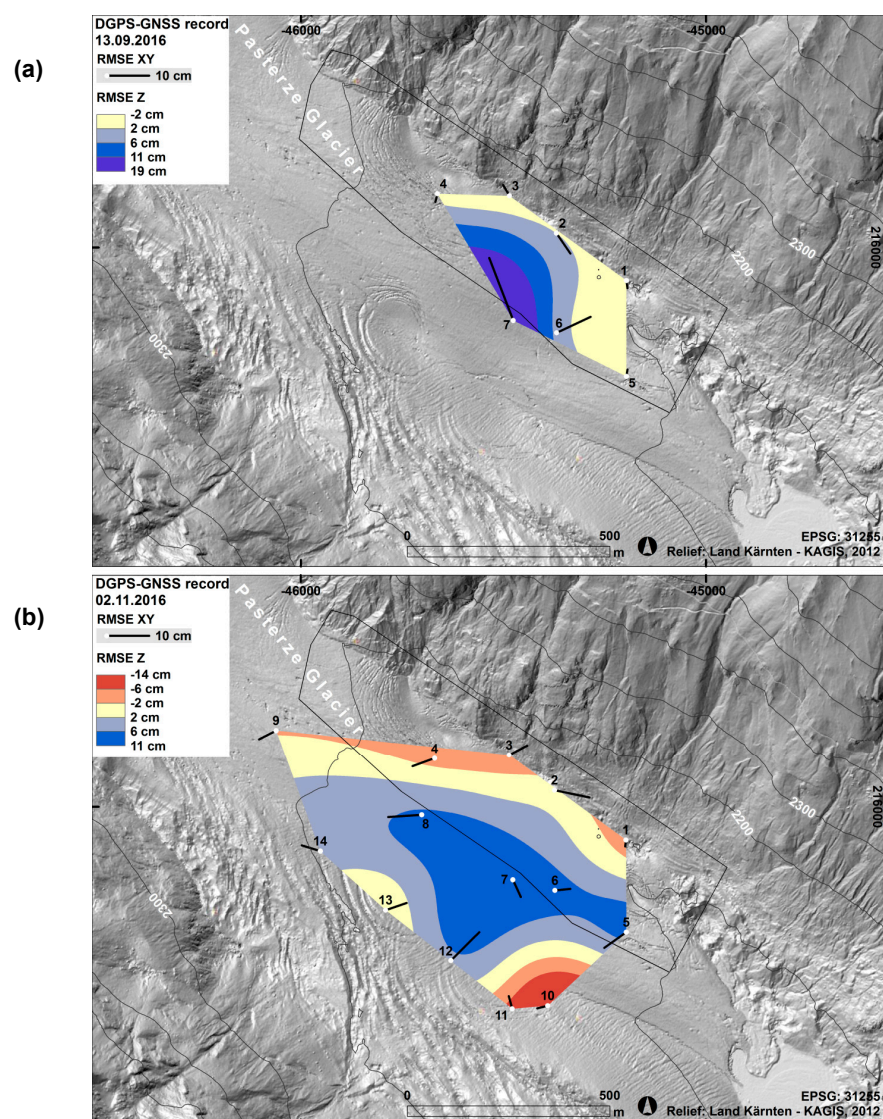 (a)
DGPS-GNSS record
13.09.2016
RMSE XY
10 cm
RMSE Z
-2 cm
2 cm
6 cm
11 cm
19 cm
-46000
-45000
Pasterze Glacier
4
3
2
1
7
6
5
216000
2300
2200
2300
0
500
m
EPSG: 31255
Relief: Land Kärnten - KAGIS, 2012
(b)
DGPS-GNSS record
02.11.2016
RMSE XY
10 cm
RMSE Z
-14 cm
-6 cm
-2 cm
2 cm
6 cm
11 cm
-46000
-45000
Pasterze Glacier
9
4
3
2
1
8
14
7
6
13
5
12
11
10
216000
2300
2200
2300
0
500
m
EPSG: 31255
Relief: Land Kärnten - KAGIS, 2012